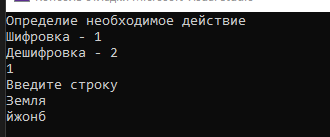 Определие необходимое действие
Шифровка - 1
Дешифровка - 2
1
Введите строку
Земля
йжонб